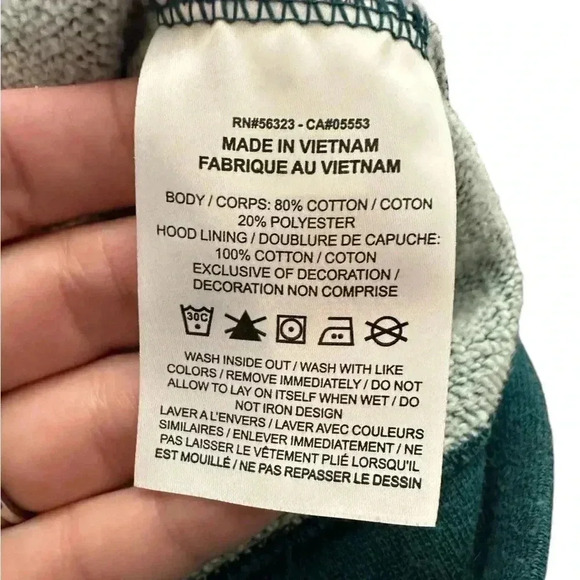 RN#56323 - CA#05553
MADE IN VIETNAM
FABRIQUE AU VIETNAM
BODY / CORPS: 80% COTTON / COTON
20% POLYESTER
HOOD LINING / DOUBLURE DE CAPUCHE:
100% COTTON / COTON
EXCLUSIVE OF DECORATION /
DECORATION NON COMPRISE
30C
WASH INSIDE OUT / WASH WITH LIKE
COLORS / REMOVE IMMEDIATELY / DO NOT
ALLOW TO LAY ON ITSELF WHEN WET / DO
NOT IRON DESIGN
LAVER A L'ENVERS / LAVER AVEC COULEURS
SIMILAIRES / ENLEVER IMMEDIATEMENT / NE
PAS LAISSER LE VÊTEMENT PLIÉ LORSQU'IL
EST MOUILLÉ / NE PAS REPASSER LE DESSIN